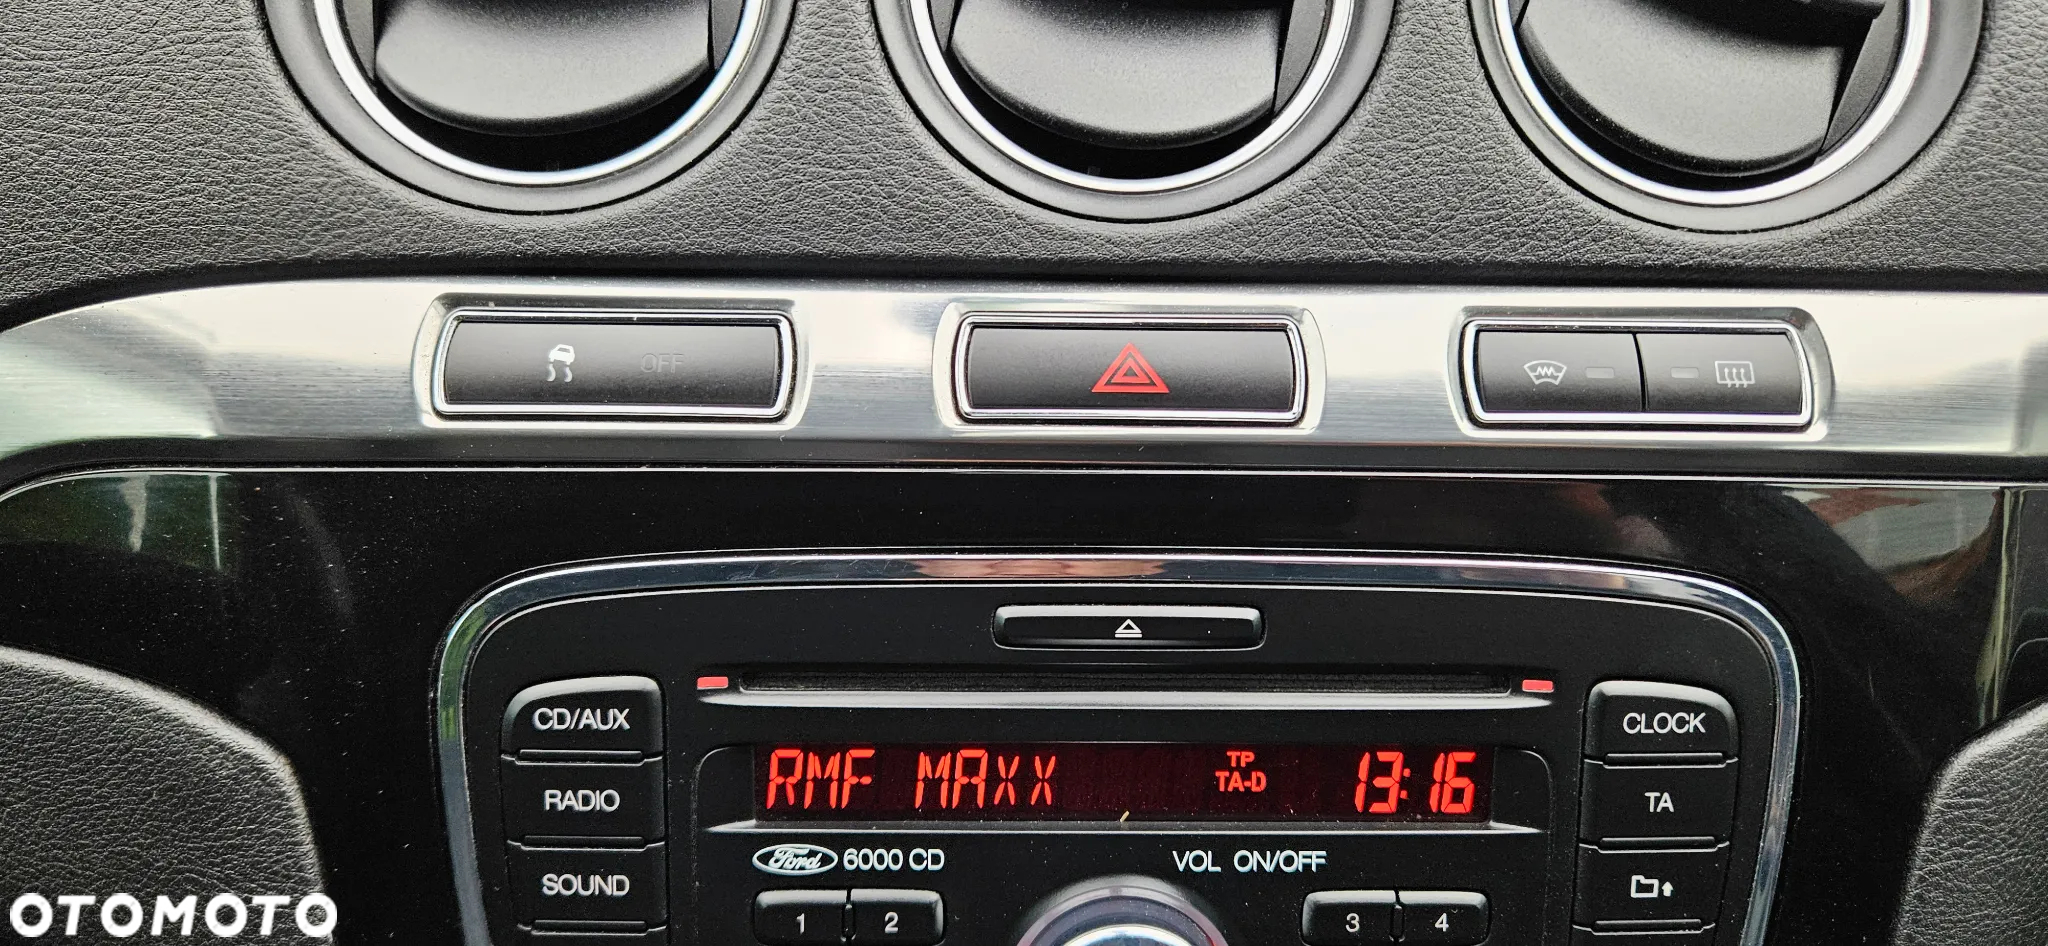 OFF
CD/AUX
CLOCK
RMF MAXX TP TA-D 13:16
RADIO
TA
Ford 6000 CD VOL ON/OFF
SOUND
1 2 3 4
OTOMOTO